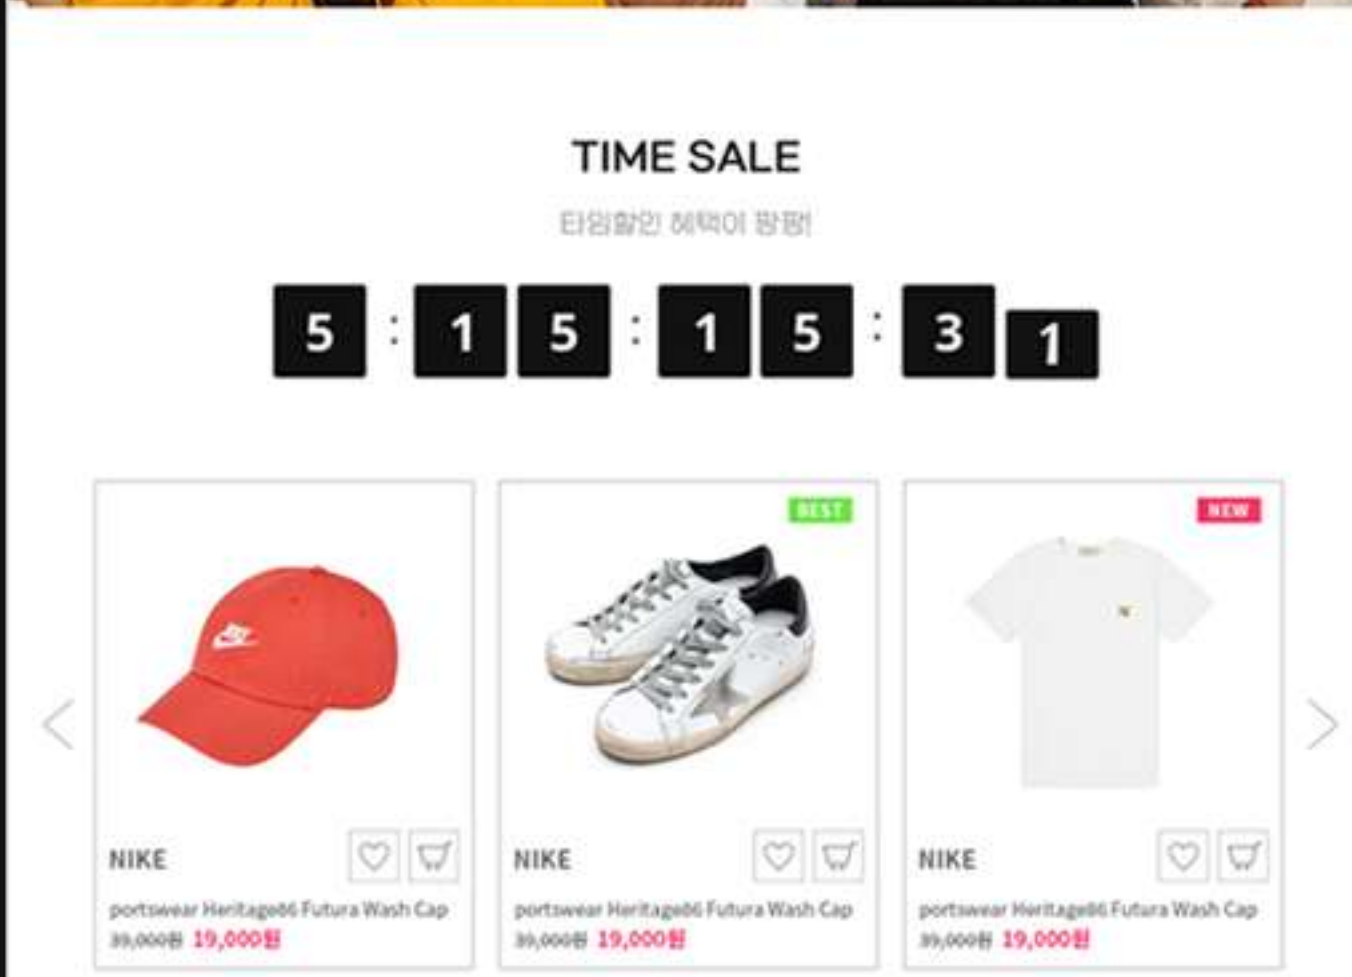 TIME SALE
타임할인 혜택이 팡팡!
5 : 1 5 : 1 5 : 3 1
BEST
NEW
NIKE
NIKE
NIKE
portswear Heritage86 Futura Wash Cap
portswear Heritage86 Futura Wash Cap
portswear Heritage86 Futura Wash Cap
39,000원 19,000원
39,000원 19,000원
39,000원 19,000원